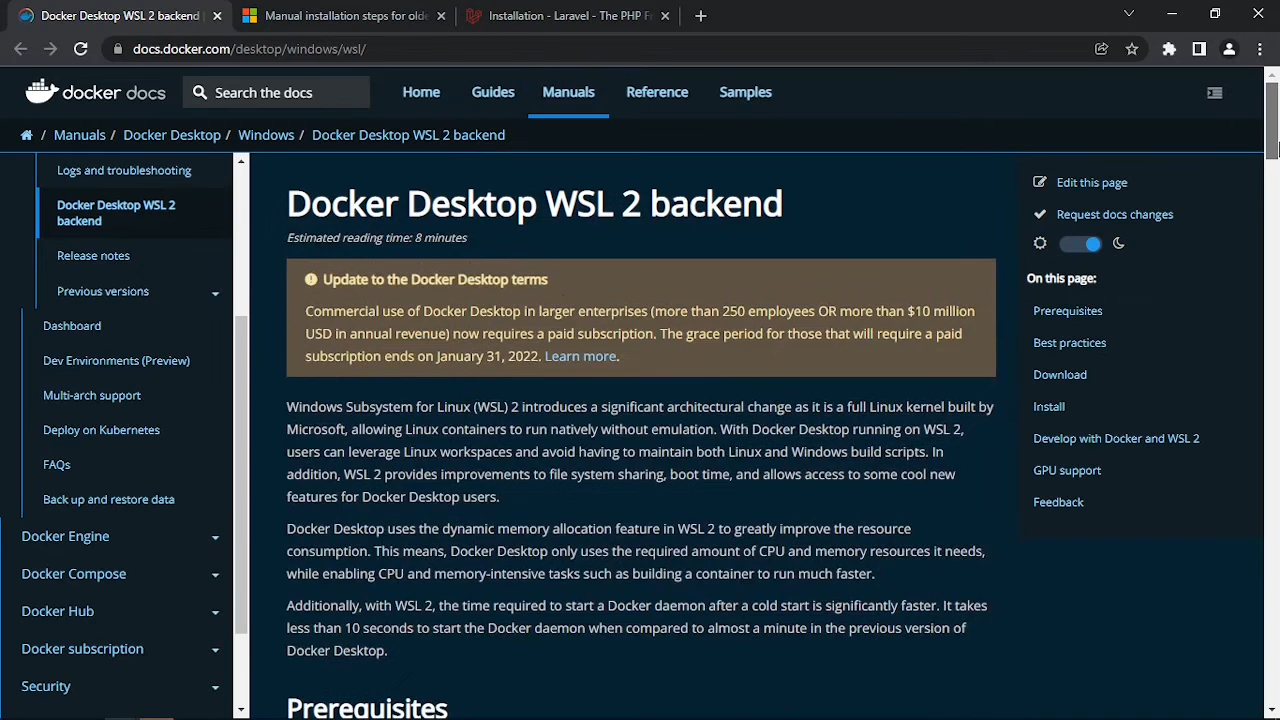 Docker Desktop WSL 2 backend
Manual installation steps for olde
Installation - Laravel - The PHP F
docs.docker.com/desktop/windows/wsl/
docker docs
Search the docs
Home
Guides
Manuals
Reference
Samples
Manuals / Docker Desktop / Windows / Docker Desktop WSL 2 backend
Logs and troubleshooting
Docker Desktop WSL 2
backend
Release notes
Previous versions
Dashboard
Dev Environments (Preview)
Multi-arch support
Deploy on Kubernetes
FAQs
Back up and restore data
Docker Engine
Docker Compose
Docker Hub
Docker subscription
Security
Docker Desktop WSL 2 backend
Estimated reading time: 8 minutes
Update to the Docker Desktop terms
Commercial use of Docker Desktop in larger enterprises (more than 250 employees OR more than $10 million
USD in annual revenue) now requires a paid subscription. The grace period for those that will require a paid
subscription ends on January 31, 2022. Learn more.
Windows Subsystem for Linux (WSL) 2 introduces a significant architectural change as it is a full Linux kernel built by
Microsoft, allowing Linux containers to run natively without emulation. With Docker Desktop running on WSL 2,
users can leverage Linux workspaces and avoid having to maintain both Linux and Windows build scripts. In
addition, WSL 2 provides improvements to file system sharing, boot time, and allows access to some cool new
features for Docker Desktop users.
Docker Desktop uses the dynamic memory allocation feature in WSL 2 to greatly improve the resource
consumption. This means, Docker Desktop only uses the required amount of CPU and memory resources it needs,
while enabling CPU and memory-intensive tasks such as building a container to run much faster.
Additionally, with WSL 2, the time required to start a Docker daemon after a cold start is significantly faster. It takes
less than 10 seconds to start the Docker daemon when compared to almost a minute in the previous version of
Docker Desktop.
Prerequisites
Edit this page
Request docs changes
On this page:
Prerequisites
Best practices
Download
Install
Develop with Docker and WSL 2
GPU support
Feedback